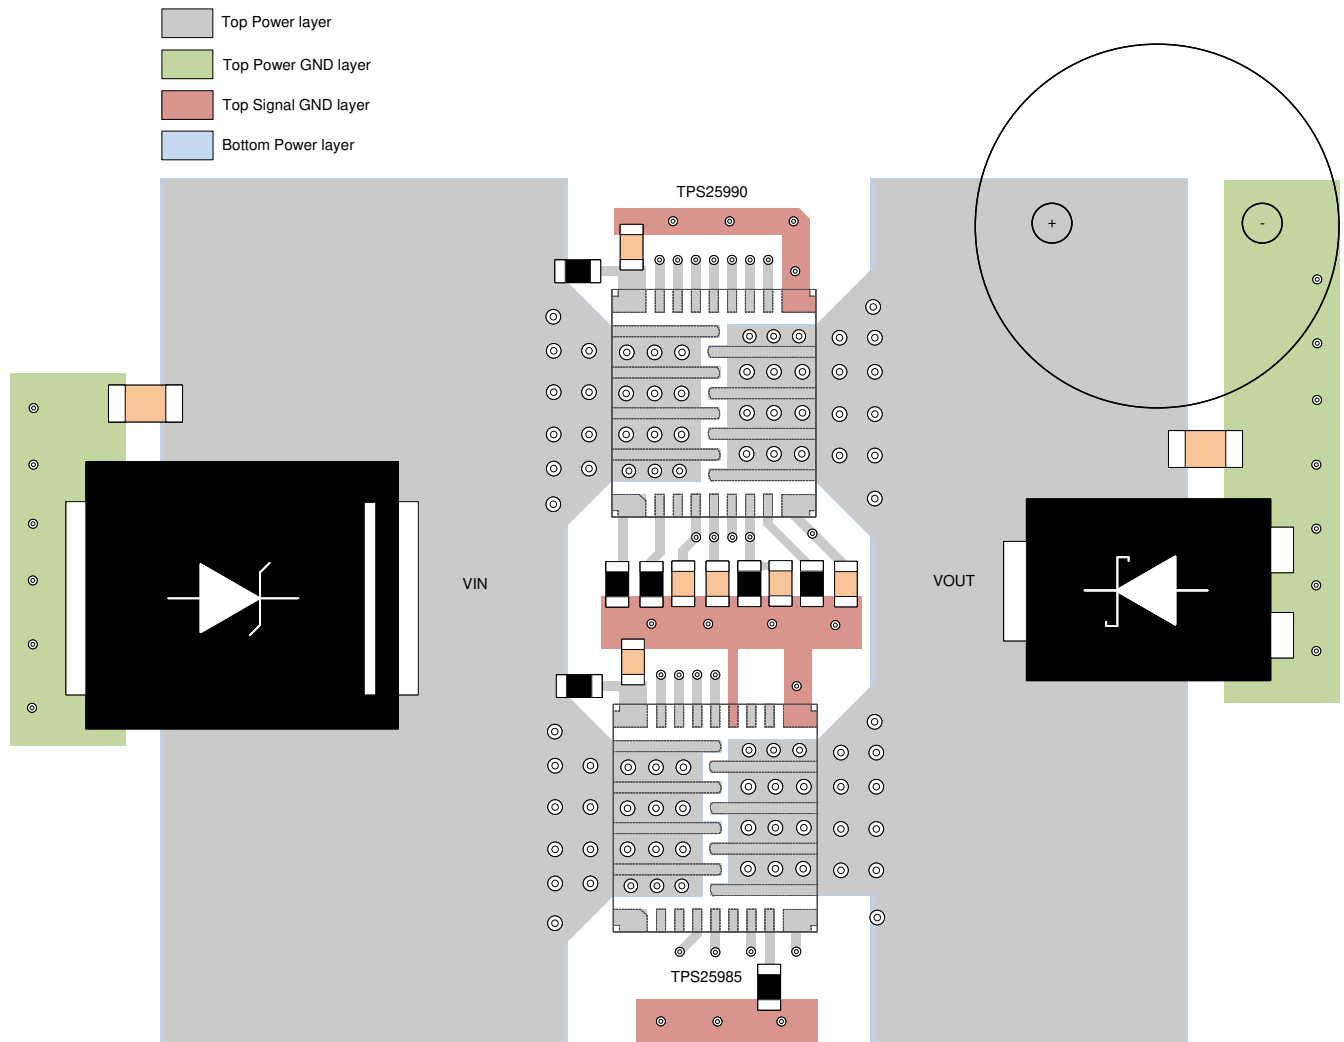 Top Power layer
Top Power GND layer
Top Signal GND layer
Bottom Power layer
TPS25990
+
-
VIN
VOUT
TPS25985